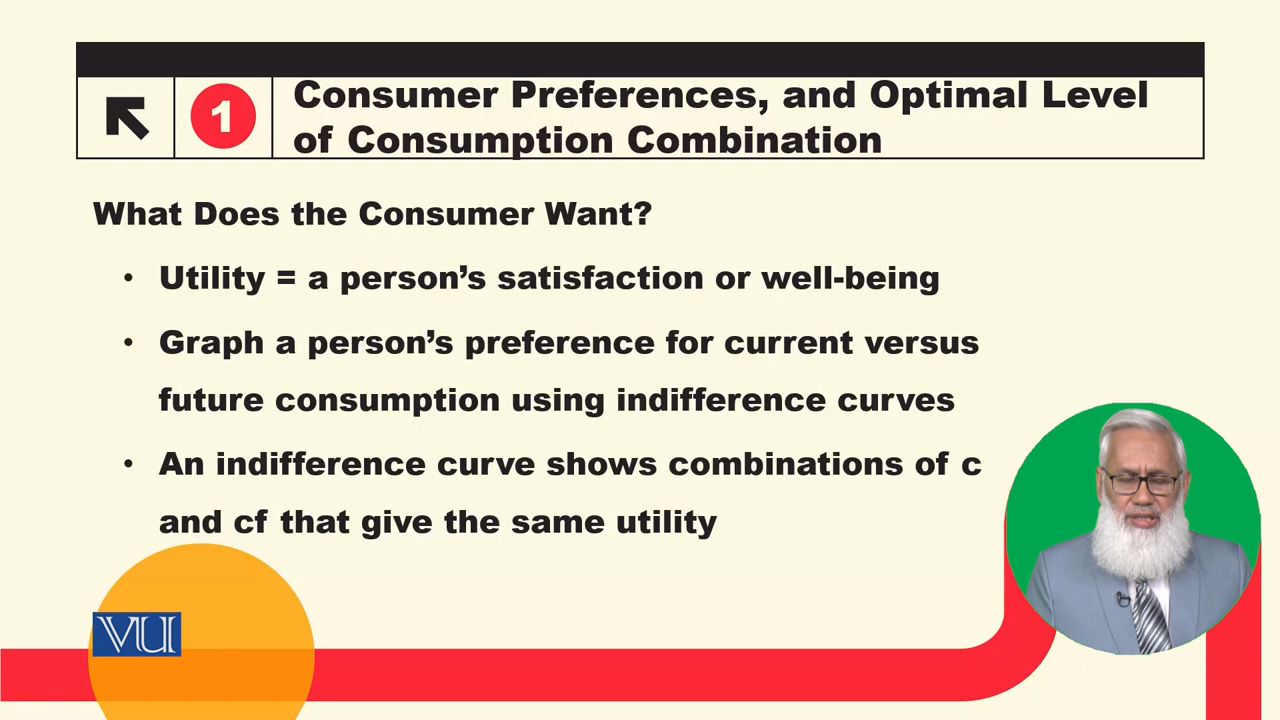 1
Consumer Preferences, and Optimal Level
of Consumption Combination
What Does the Consumer Want?
• Utility = a person’s satisfaction or well-being
• Graph a person’s preference for current versus
future consumption using indifference curves
• An indifference curve shows combinations of c
and cf that give the same utility
VU